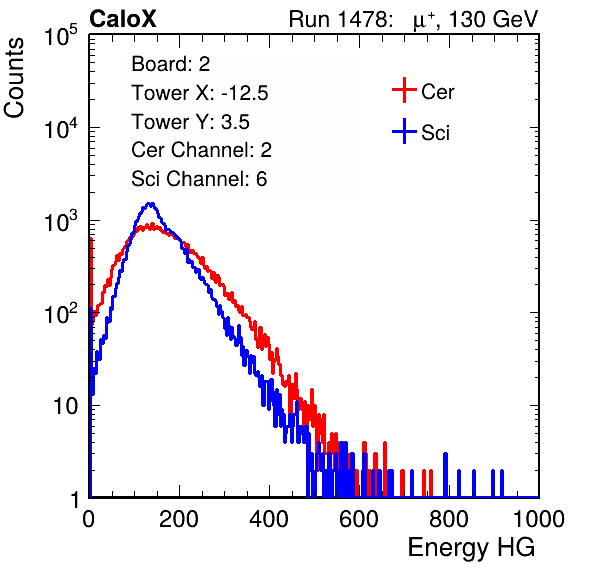 CaloX Run 1478: μ⁺, 130 GeV
Board: 2
Tower X: -12.5
Tower Y: 3.5
Cer Channel: 2
Sci Channel: 6
Cer
Sci
Counts
10⁵
10⁴
10³
10²
10
1
0 200 400 600 800 1000
Energy HG